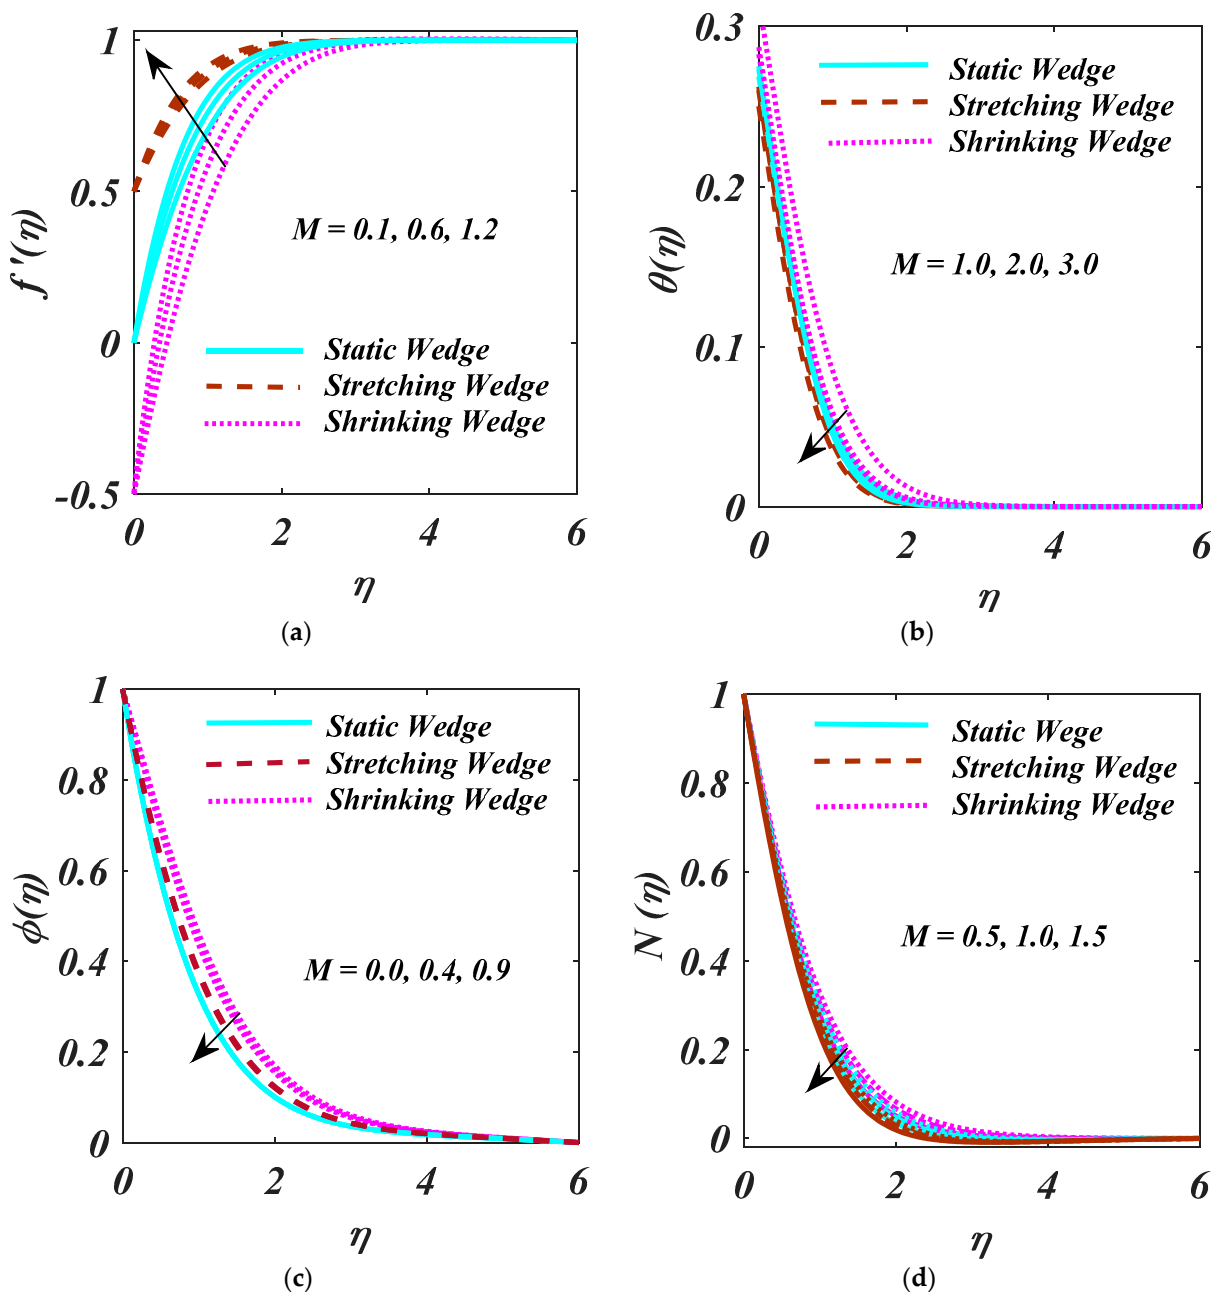 1
0.5
0
-0.5
f '(η)
M = 0.1, 0.6, 1.2
Static Wedge
Stretching Wedge
Shrinking Wedge
0 2 4 6
η
(a)
0.3
0.2
0.1
0
θ(η)
Static Wedge
Stretching Wedge
Shrinking Wedge
M = 1.0, 2.0, 3.0
0 2 4 6
η
(b)
1
0.8
0.6
0.4
0.2
0
ϕ(η)
Static Wedge
Stretching Wedge
Shrinking Wedge
M = 0.0, 0.4, 0.9
0 2 4 6
η
(c)
1
0.8
0.6
0.4
0.2
0
N (η)
Static Wege
Stretching Wedge
Shrinking Wedge
M = 0.5, 1.0, 1.5
0 2 4 6
η
(d)